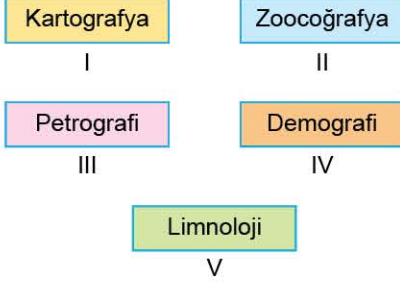 Kartografya
Zoocoğrafya
I
II
Petrografi
Demografi
III
IV
Limnoloji
V